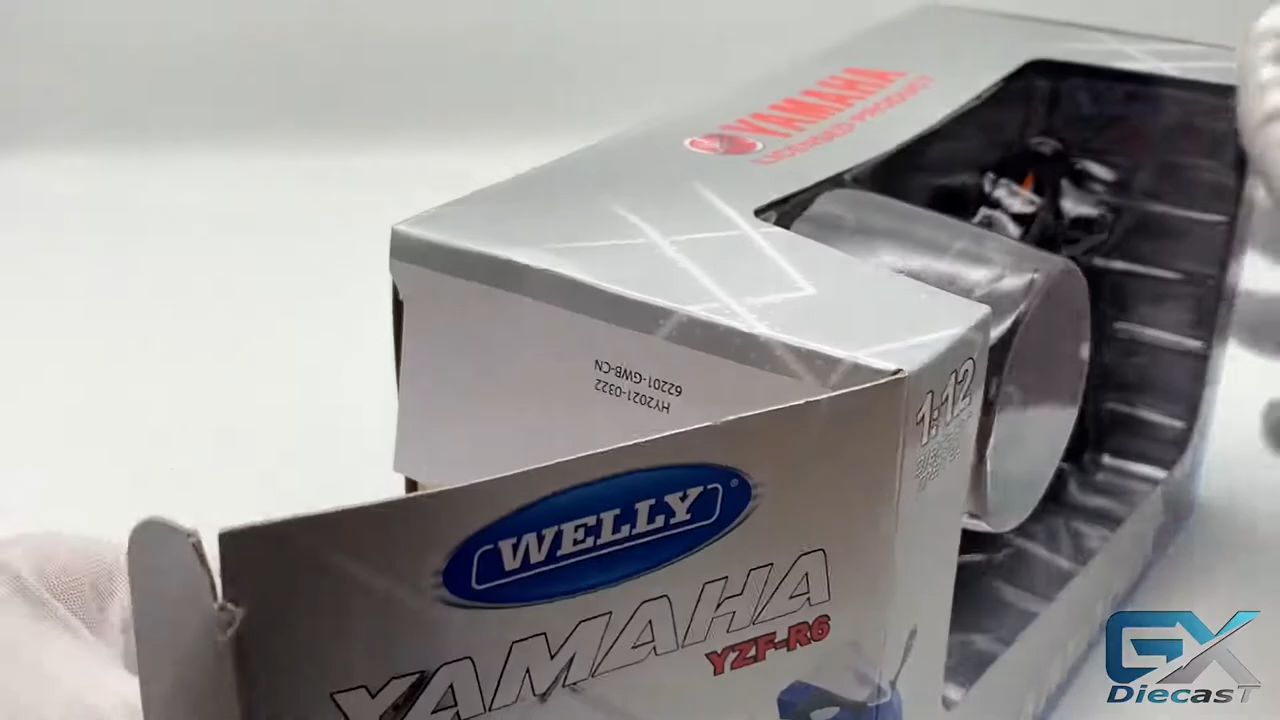 YAMAHA
LICENSED PRODUCT
62201-GWB-CN
HY2021-0322
1:12
WELLY®
YAMAHA
YZF-R6
GX
DiecasT